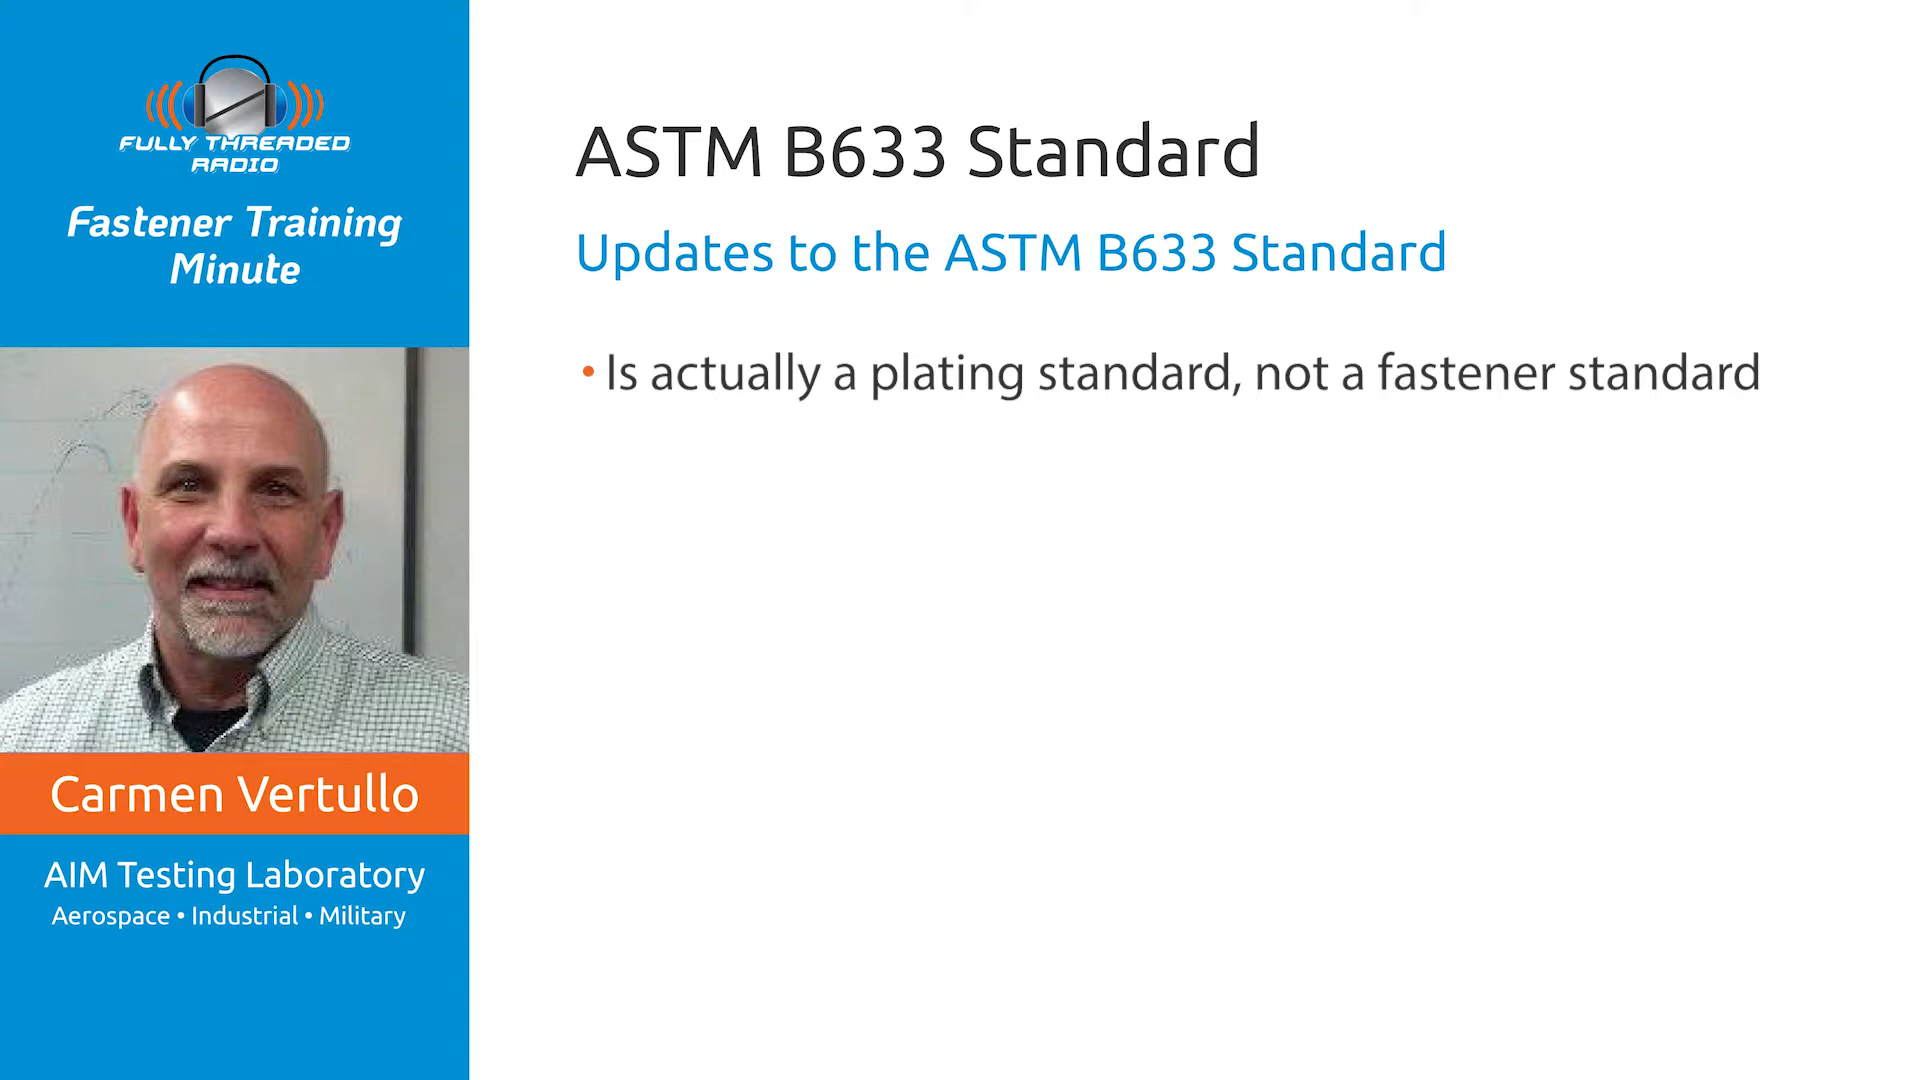 FULLY THREADED
RADIO
Fastener Training
Minute
Carmen Vertullo
AIM Testing Laboratory
Aerospace • Industrial • Military
ASTM B633 Standard
Updates to the ASTM B633 Standard
• Is actually a plating standard, not a fastener standard